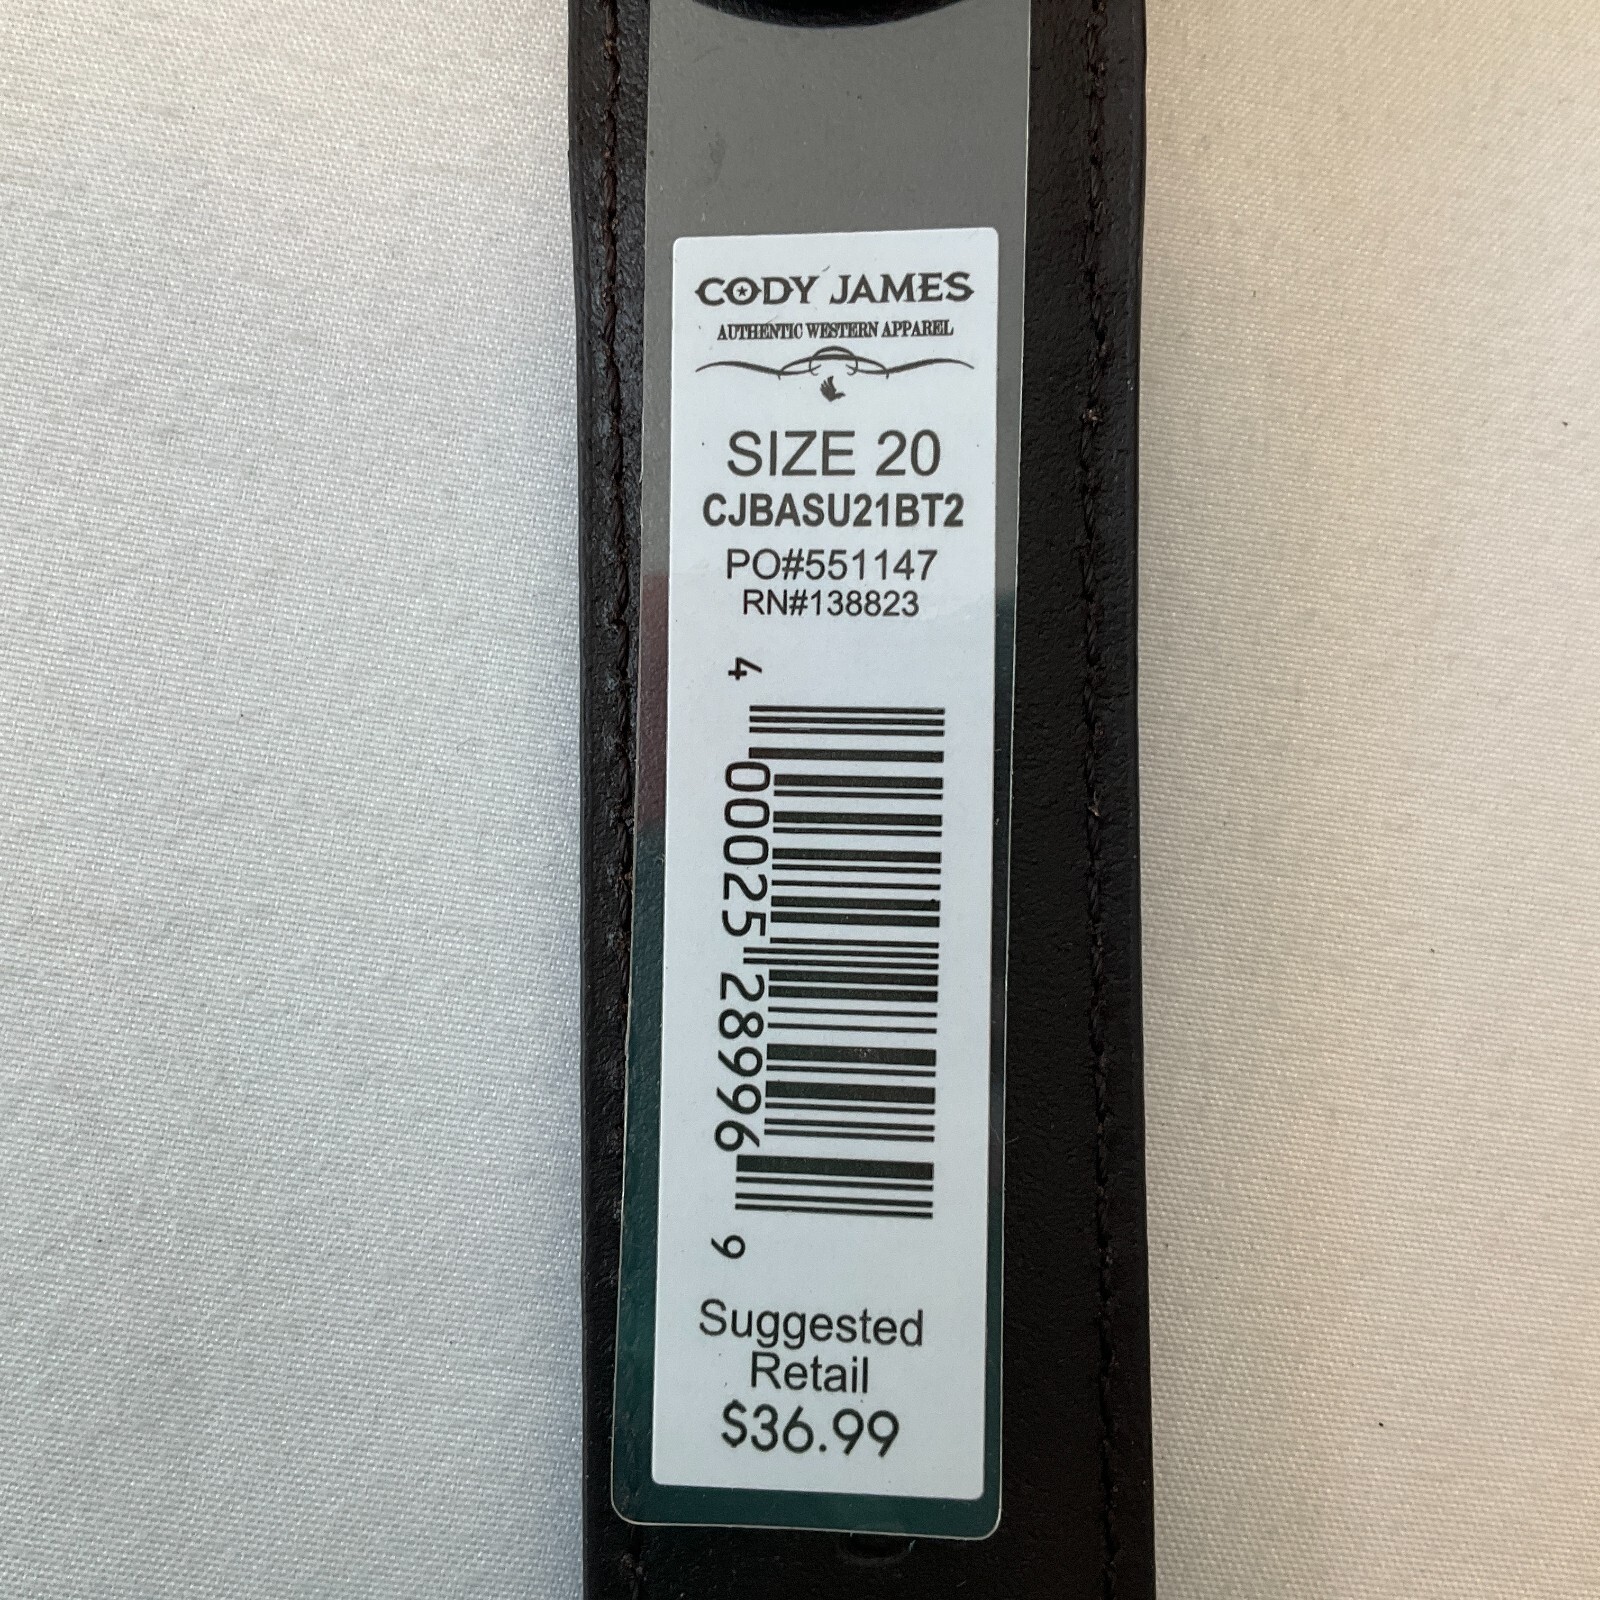 CODY JAMES
AUTHENTIC WESTERN APPAREL
SIZE 20
CJBASU21BT2
PO#551147
RN#138823
4 00025 28996 9
Suggested
Retail
$36.99